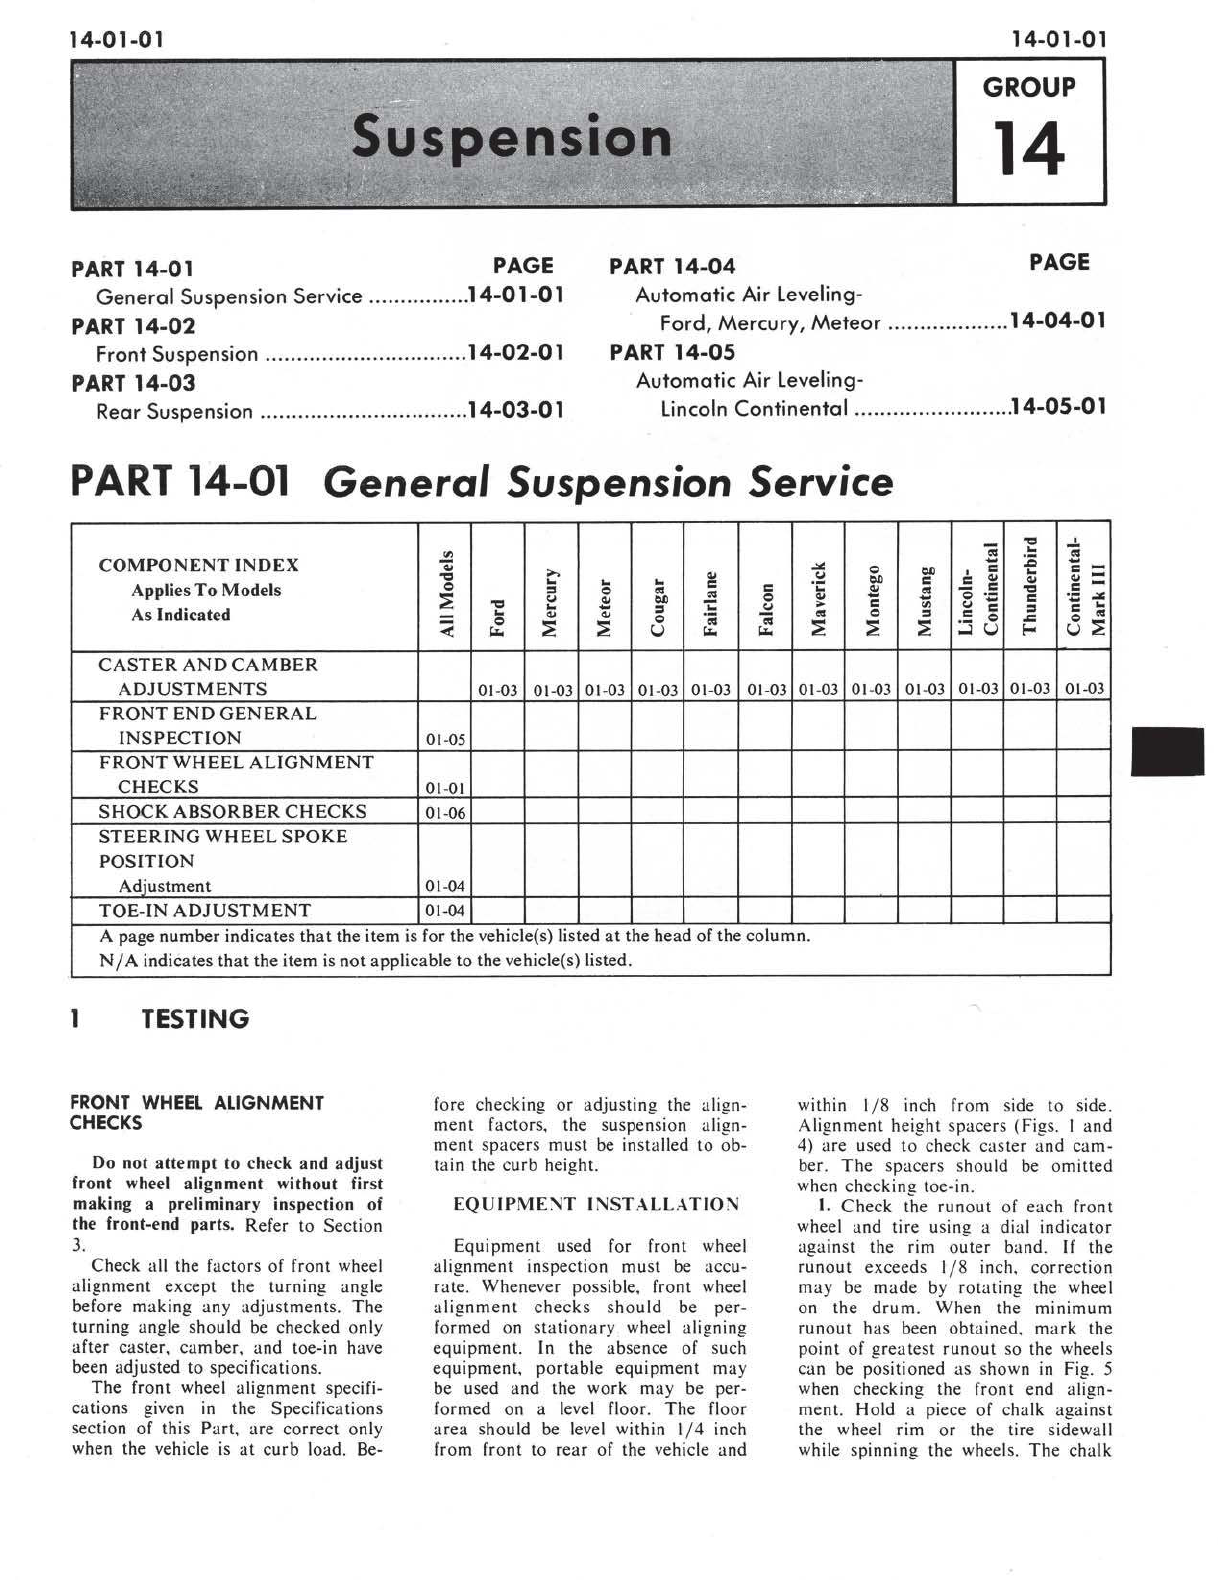 14-01-01
14-01-01
Suspension
GROUP
14
PART 14-01 PAGE
General Suspension Service ................14-01-01
PART 14-02
Front Suspension ................................14-02-01
PART 14-03
Rear Suspension .................................14-03-01
PART 14-04 PAGE
Automatic Air Leveling-
Ford, Mercury, Meteor ...................14-04-01
PART 14-05
Automatic Air Leveling-
Lincoln Continental .........................14-05-01
PART 14-01 General Suspension Service
COMPONENT INDEX
Applies To Models
As Indicated
All Models
Ford
Mercury
Meteor
Cougar
Fairlane
Falcon
Maverick
Montego
Mustang
Lincoln-
Continental
Thunderbird
Continental-
Mark III
CASTER AND CAMBER
ADJUSTMENTS 01-03 01-03 01-03 01-03 01-03 01-03 01-03 01-03 01-03 01-03 01-03 01-03
FRONT END GENERAL
INSPECTION 01-05
FRONT WHEEL ALIGNMENT
CHECKS 01-01
SHOCK ABSORBER CHECKS 01-06
STEERING WHEEL SPOKE
POSITION
Adjustment 01-04
TOE-IN ADJUSTMENT 01-04
A page number indicates that the item is for the vehicle(s) listed at the head of the column.
N/A indicates that the item is not applicable to the vehicle(s) listed.
1 TESTING
FRONT WHEEL ALIGNMENT
CHECKS
Do not attempt to check and adjust
front wheel alignment without first
making a preliminary inspection of
the front-end parts. Refer to Section
3.
Check all the factors of front wheel
alignment except the turning angle
before making any adjustments. The
turning angle should be checked only
after caster, camber, and toe-in have
been adjusted to specifications.
The front wheel alignment specifi-
cations given in the Specifications
section of this Part, are correct only
when the vehicle is at curb load. Be-
fore checking or adjusting the align-
ment factors, the suspension align-
ment spacers must be installed to ob-
tain the curb height.
EQUIPMENT INSTALLATION
Equipment used for front wheel
alignment inspection must be accu-
rate. Whenever possible, front wheel
alignment checks should be per-
formed on stationary wheel aligning
equipment. In the absence of such
equipment, portable equipment may
be used and the work may be per-
formed on a level floor. The floor
area should be level within 1/4 inch
from front to rear of the vehicle and
within 1/8 inch from side to side.
Alignment height spacers (Figs. 1 and
4) are used to check caster and cam-
ber. The spacers should be omitted
when checking toe-in.
1. Check the runout of each front
wheel and tire using a dial indicator
against the rim outer band. If the
runout exceeds 1/8 inch, correction
may be made by rotating the wheel
on the drum. When the minimum
runout has been obtained, mark the
point of greatest runout so the wheels
can be positioned as shown in Fig. 5
when checking the front end align-
ment. Hold a piece of chalk against
the wheel rim or the tire sidewall
while spinning the wheels. The chalk